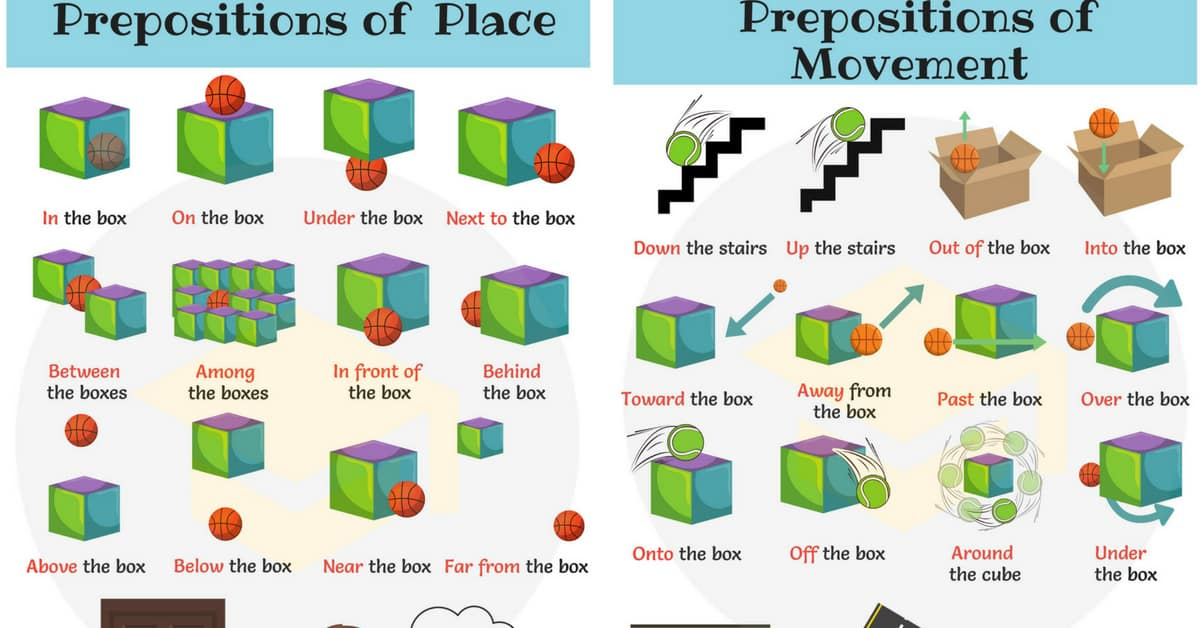 Prepositions of Place
In the box
On the box
Under the box
Next to the box
Between
the boxes
Among
the boxes
In front of
the box
Behind
the box
Above the box
Below the box
Near the box
Far from the box
Prepositions of
Movement
Down the stairs
Up the stairs
Out of the box
Into the box
Toward the box
Away from
the box
Past the box
Over the box
Onto the box
Off the box
Around
the cube
Under
the box